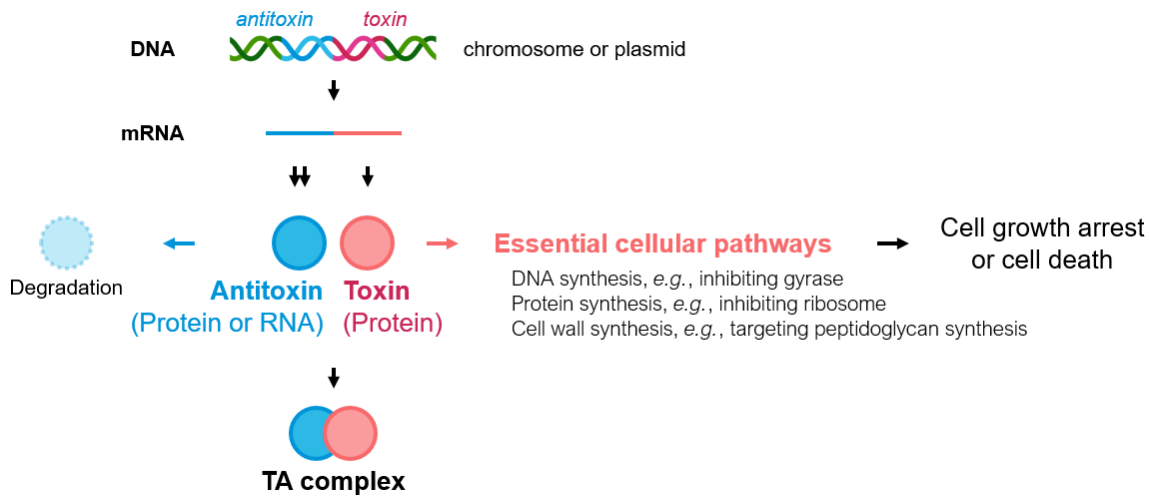 antitoxin toxin
DNA chromosome or plasmid
mRNA
Degradation
Antitoxin
(Protein or RNA)
Toxin
(Protein)
Essential cellular pathways
DNA synthesis, e.g., inhibiting gyrase
Protein synthesis, e.g., inhibiting ribosome
Cell wall synthesis, e.g., targeting peptidoglycan synthesis
Cell growth arrest
or cell death
TA complex